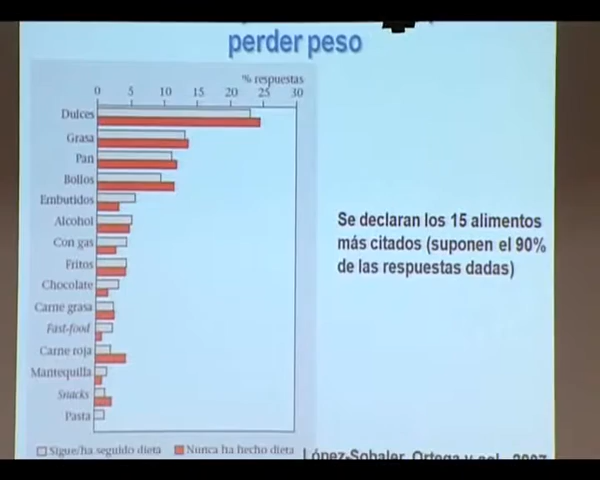 perder peso
% respuestas
0 5 10 15 20 25 30
Dulces
Grasa
Pan
Bollos
Embutidos
Alcohol
Con gas
Fritos
Chocolate
Carne grasa
Fast-food
Carne roja
Mantequilla
Snacks
Pasta
Sigue/ha seguido dieta
Nunca ha hecho dieta
Se declaran los 15 alimentos
más citados (suponen el 90%
de las respuestas dadas)
López-Sobaler, Ortega y col., 2007